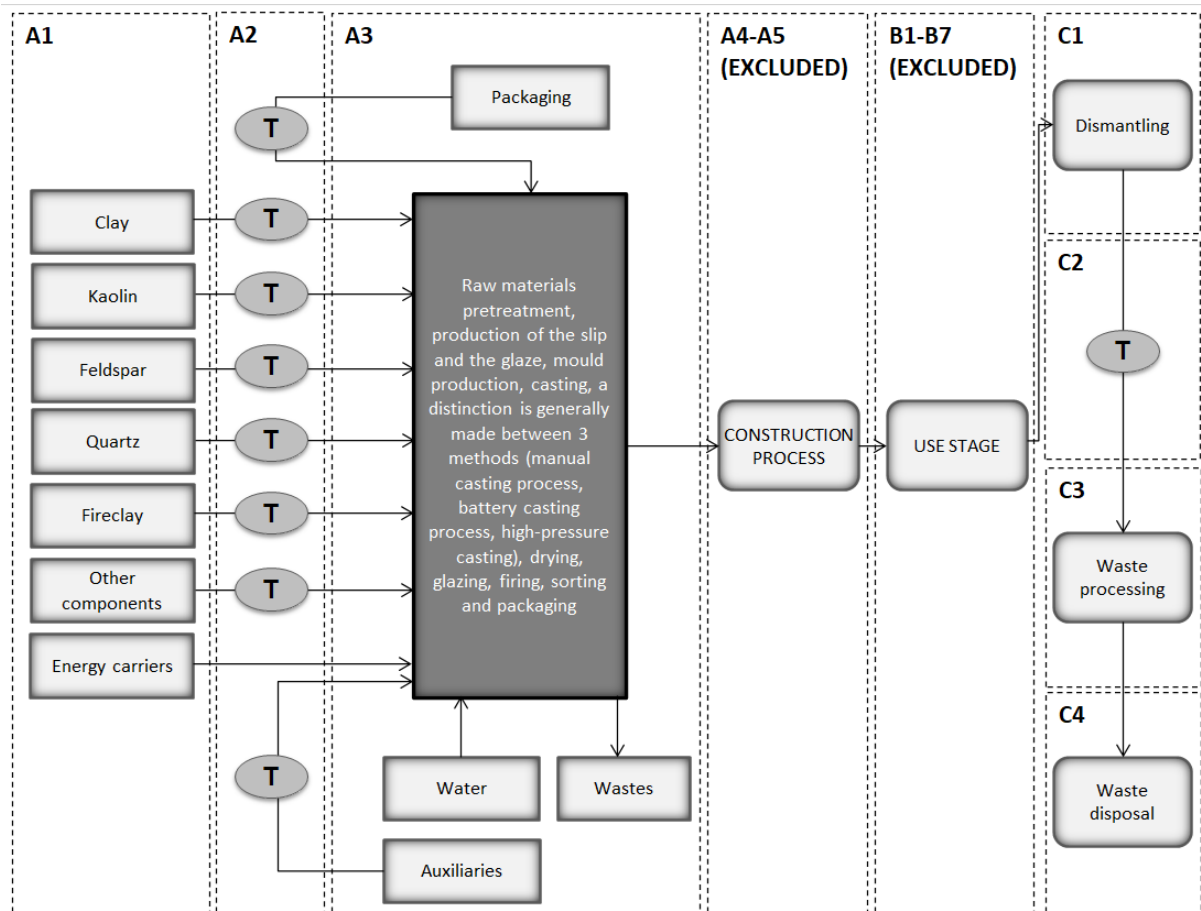 A1
A2
A3
A4-A5
(EXCLUDED)
B1-B7
(EXCLUDED)
C1
Packaging
T
Dismantling
Clay
T
Kaolin
T
Feldspar
T
Quartz
T
Fireclay
T
Other
components
T
Energy carriers
Raw materials
pretreatment,
production of the slip
and the glaze, mould
production, casting, a
distinction is generally
made between 3
methods (manual
casting process,
battery casting
process, high-pressure
casting), drying,
glazing, firing, sorting
and packaging
CONSTRUCTION
PROCESS
USE STAGE
C2
T
C3
Waste
processing
C4
Waste
disposal
T
Water
Wastes
Auxiliaries